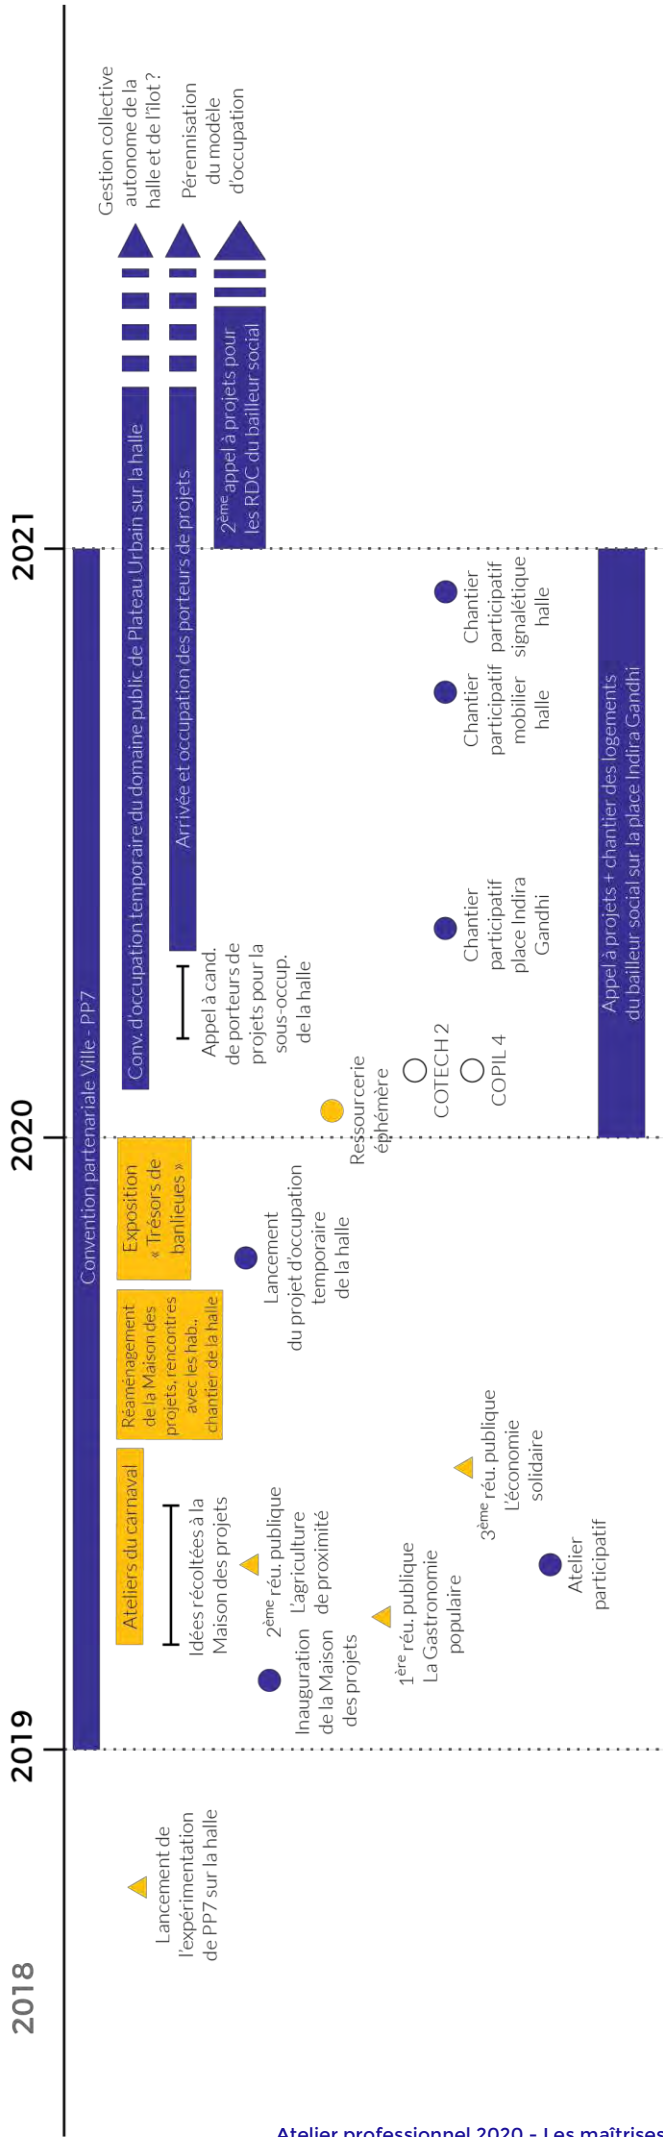 2018
2019
2020
2021
Convention partenariale Ville - PP7
Lancement de
l'expérimentation
de PP7 sur la halle
Ateliers du carnaval
Idées récoltées à la
Maison des projets
Inauguration
de la Maison
des projets
2ème réu. publique
L'agriculture
de proximité
1ère réu. publique
La Gastronomie
populaire
3ème réu. publique
L'économie
solidaire
Atelier
participatif
Réaménagement
de la Maison des
projets, rencontres
avec les hab.,
chantier de la halle
Exposition
« Trésors de
banlieues »
Lancement
du projet d'occupation
temporaire
de la halle
Conv. d'occupation temporaire du domaine public de Plateau Urbain sur la halle
Appel à cand.
de porteurs de
projets pour la
sous-occup.
de la halle
Arrivée et occupation des porteurs de projets
Ressourcerie
éphémère
COTECH 2
COPIL 4
Chantier
participatif
place Indira
Gandhi
Chantier
participatif
mobilier
halle
Chantier
participatif
signalétique
halle
Appel à projets + chantier des logements
du bailleur social sur la place Indira Gandhi
2ème appel à projets pour
les RDC du bailleur social
Gestion collective
autonome de la
halle et de l'îlot ?
Pérennisation
du modèle
d'occupation
Atelier professionnel 2020 - Les maîtrises